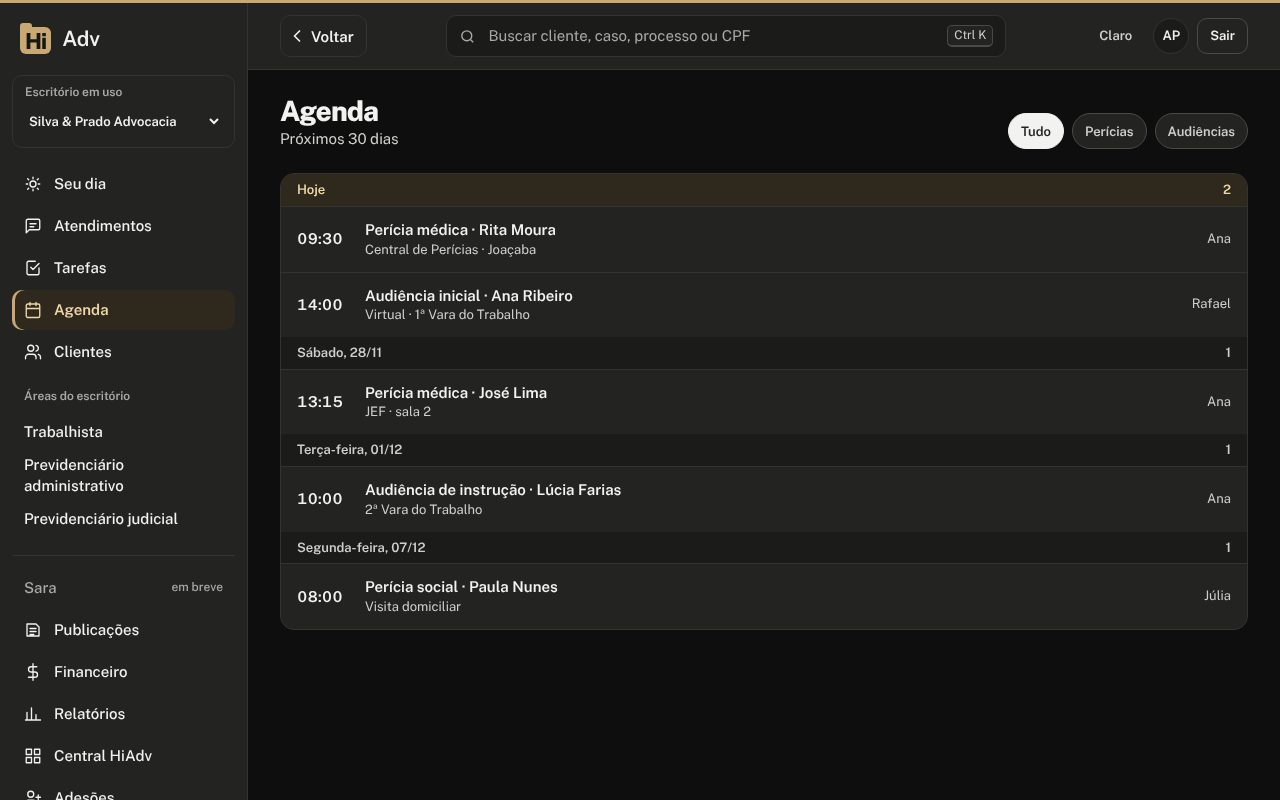 Hi Adv
Voltar
Buscar cliente, caso, processo ou CPF
Ctrl K
Claro
AP
Sair
Escritório em uso
Silva & Prado Advocacia
Seu dia
Atendimentos
Tarefas
Agenda
Clientes
Áreas do escritório
Trabalhista
Previdenciário
administrativo
Previdenciário judicial
Sara
em breve
Publicações
Financeiro
Relatórios
Central HiAdv
Adesões
Agenda
Próximos 30 dias
Tudo
Perícias
Audiências
Hoje
2
09:30
Perícia médica · Rita Moura
Central de Perícias · Joaçaba
Ana
14:00
Audiência inicial · Ana Ribeiro
Virtual · 1ª Vara do Trabalho
Rafael
Sábado, 28/11
1
13:15
Perícia médica · José Lima
JEF · sala 2
Ana
Terça-feira, 01/12
1
10:00
Audiência de instrução · Lúcia Farias
2ª Vara do Trabalho
Ana
Segunda-feira, 07/12
1
08:00
Perícia social · Paula Nunes
Visita domiciliar
Júlia